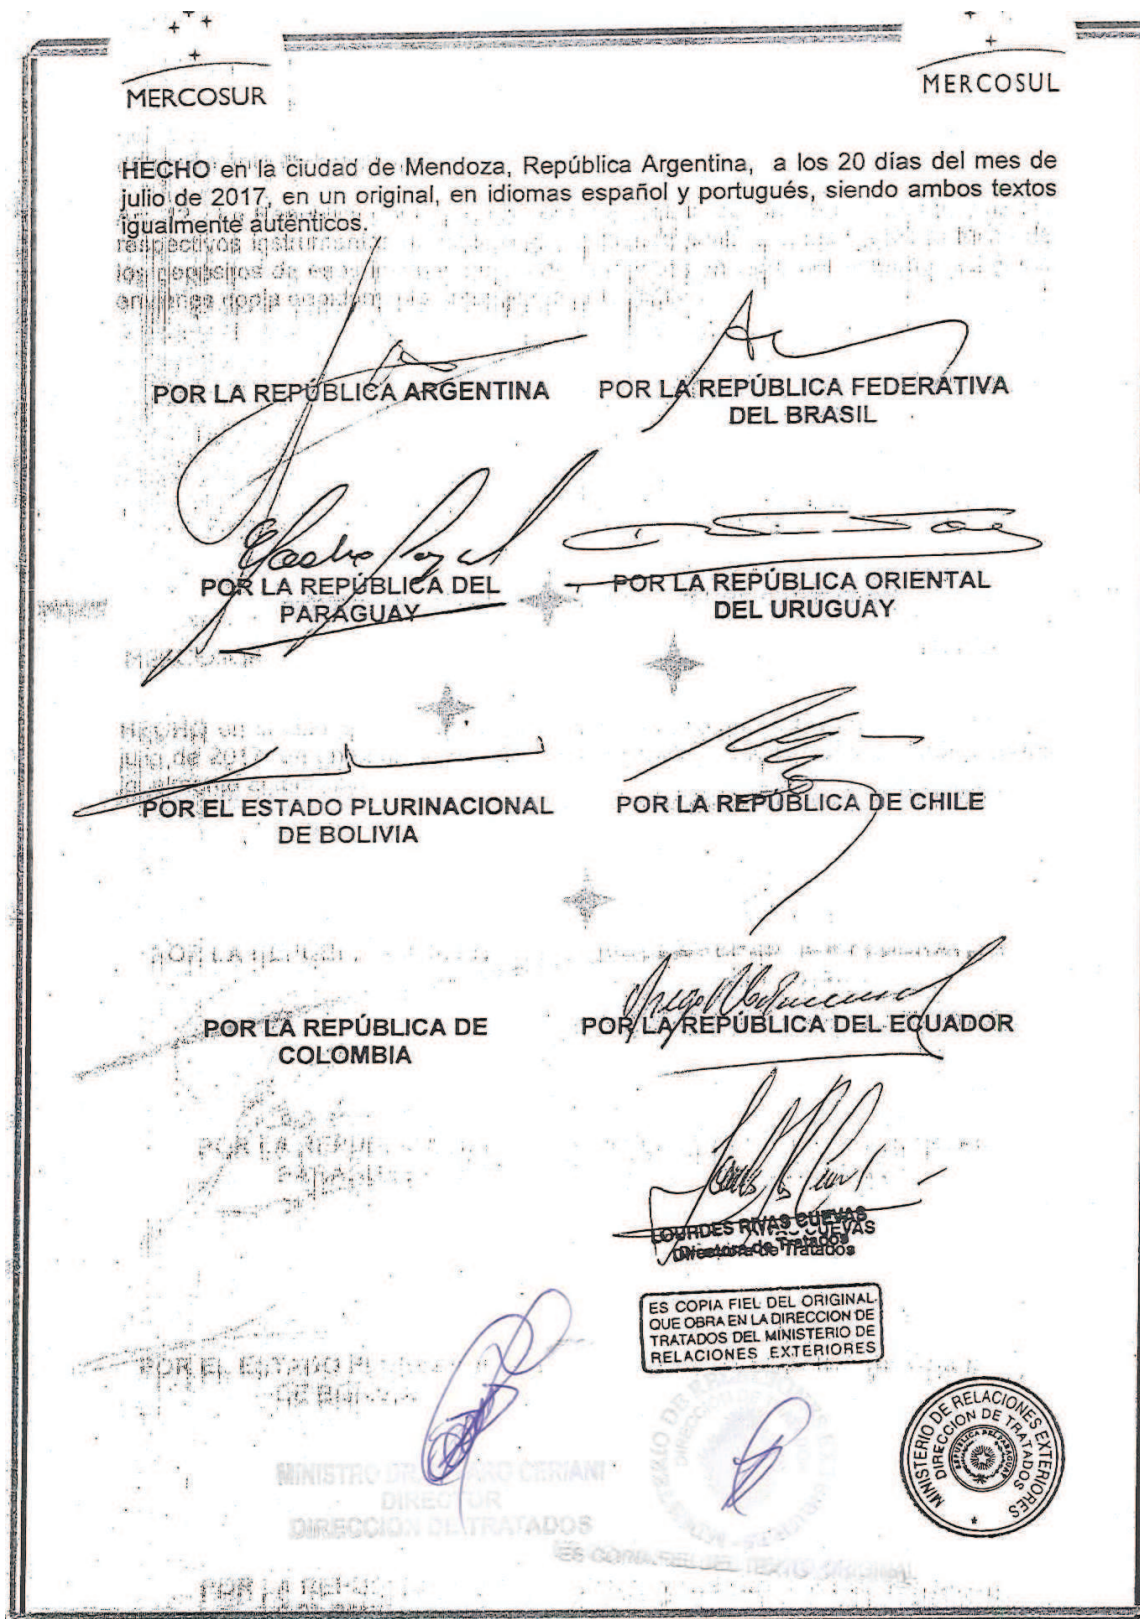 MERCOSUR
MERCOSUL
HECHO en la ciudad de Mendoza, República Argentina, a los 20 días del mes de
julio de 2017, en un original, en idiomas español y portugués, siendo ambos textos
igualmente auténticos.
POR LA REPÚBLICA ARGENTINA
POR LA REPÚBLICA FEDERATIVA
DEL BRASIL
POR LA REPÚBLICA DEL
PARAGUAY
POR LA REPÚBLICA ORIENTAL
DEL URUGUAY
POR EL ESTADO PLURINACIONAL
DE BOLIVIA
POR LA REPÚBLICA DE CHILE
POR LA REPÚBLICA DE
COLOMBIA
POR LA REPÚBLICA DEL ECUADOR
LOURDES RIVAS CUEVAS
Directora de Tratados
ES COPIA FIEL DEL ORIGINAL
QUE OBRA EN LA DIRECCION DE
TRATADOS DEL MINISTERIO DE
RELACIONES EXTERIORES
MINISTERIO DE RELACIONES EXTERIORES
DIRECCION DE TRATADOS
REPUBLICA DEL PARAGUAY
MINISTRO CERIANI
DIRECTOR
DIRECCION DE TRATADOS